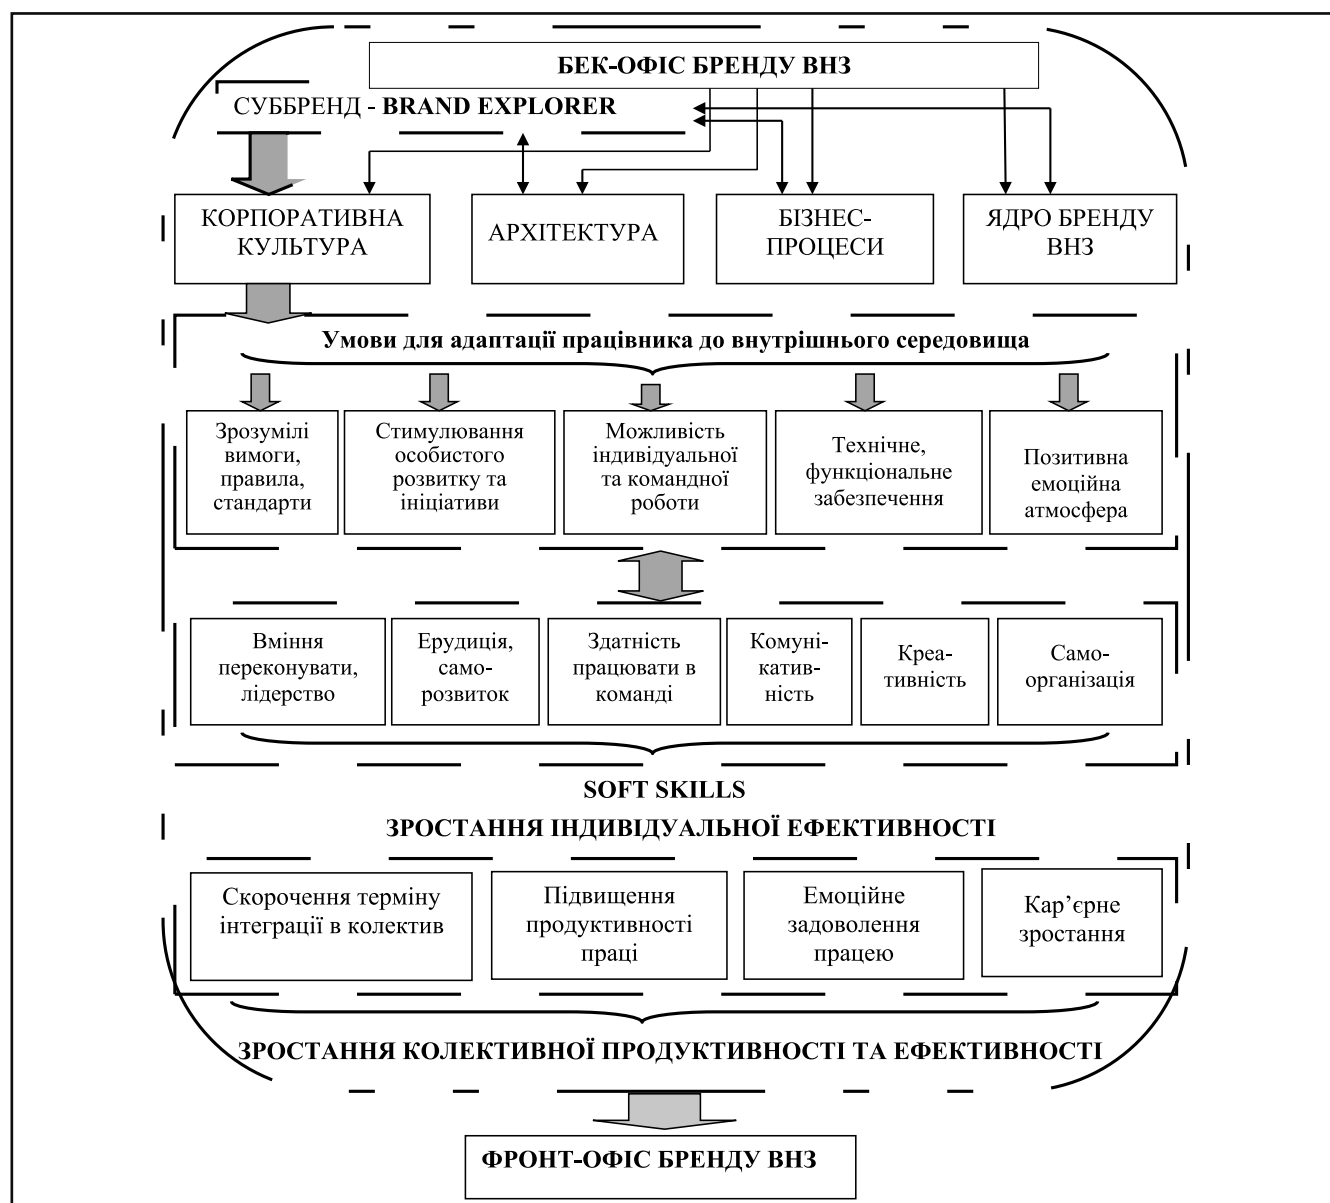 БЕК-ОФІС БРЕНДУ ВНЗ
СУББРЕНД - BRAND EXPLORER
КОРПОРАТИВНА
КУЛЬТУРА
АРХІТЕКТУРА
БІЗНЕС-
ПРОЦЕСИ
ЯДРО БРЕНДУ
ВНЗ
Умови для адаптації працівника до внутрішнього середовища
Зрозумілі
вимоги,
правила,
стандарти
Стимулювання
особистого
розвитку та
ініціативи
Можливість
індивідуальної
та командної
роботи
Технічне,
функціональне
забезпечення
Позитивна
емоційна
атмосфера
Вміння
переконувати,
лідерство
Ерудиція,
само-
розвиток
Здатність
працювати в
команді
Комуні-
катив-
ність
Креа-
тивність
Само-
організація
SOFT SKILLS
ЗРОСТАННЯ ІНДИВІДУАЛЬНОЇ ЕФЕКТИВНОСТІ
Скорочення терміну
інтеграції в колектив
Підвищення
продуктивності
праці
Емоційне
задоволення
працею
Кар’єрне
зростання
ЗРОСТАННЯ КОЛЕКТИВНОЇ ПРОДУКТИВНОСТІ ТА ЕФЕКТИВНОСТІ
ФРОНТ-ОФІС БРЕНДУ ВНЗ